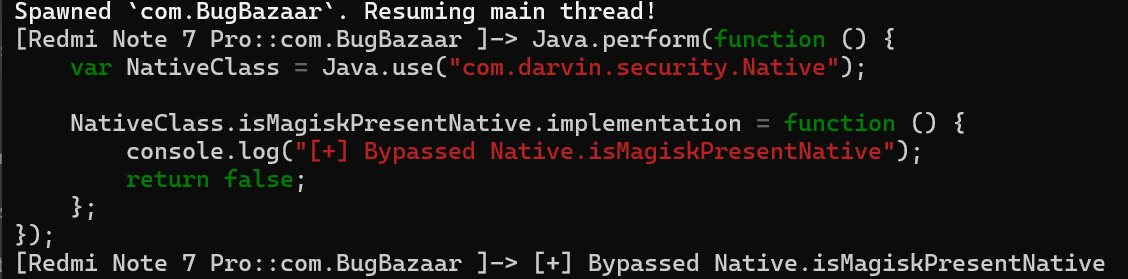 Spawned `com.BugBazaar`. Resuming main thread!
[Redmi Note 7 Pro::com.BugBazaar ]-> Java.perform(function () {
    var NativeClass = Java.use("com.darvin.security.Native");
    NativeClass.isMagiskPresentNative.implementation = function () {
        console.log("[+] Bypassed Native.isMagiskPresentNative");
        return false;
    };
});
[Redmi Note 7 Pro::com.BugBazaar ]-> [+] Bypassed Native.isMagiskPresentNative